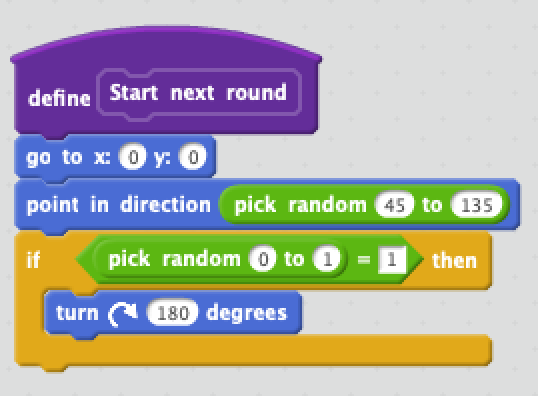 define Start next round
go to x: 0 y: 0
point in direction pick random 45 to 135
if pick random 0 to 1 = 1 then
turn 180 degrees